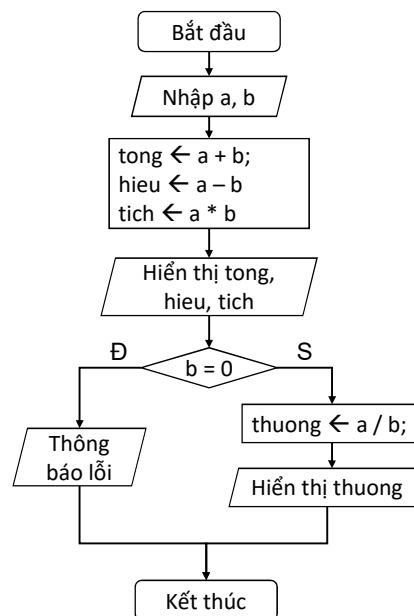 Bắt đầu
Nhập a, b
tong ← a + b;
hieu ← a – b
tich ← a * b
Hiển thị tong,
hieu, tich
Đ
S
b = 0
thuong ← a / b;
Thông
báo lỗi
Hiển thị thuong
Kết thúc